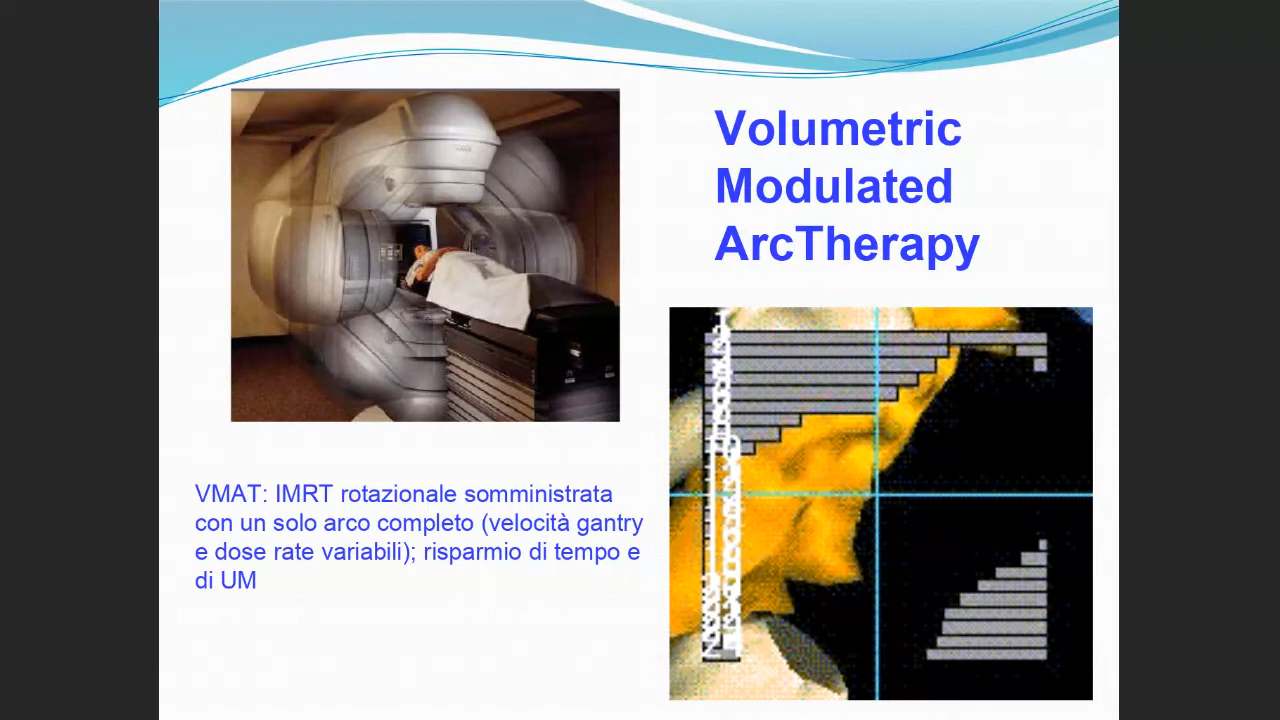 Volumetric
Modulated
ArcTherapy
VMAT: IMRT rotazionale somministrata
con un solo arco completo (velocità gantry
e dose rate variabili); risparmio di tempo e
di UM